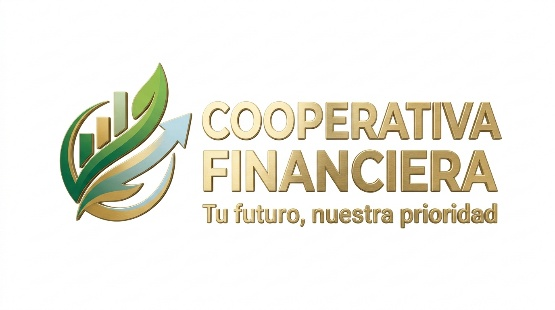 COOPERATIVA
FINANCIERA
Tu futuro, nuestra prioridad